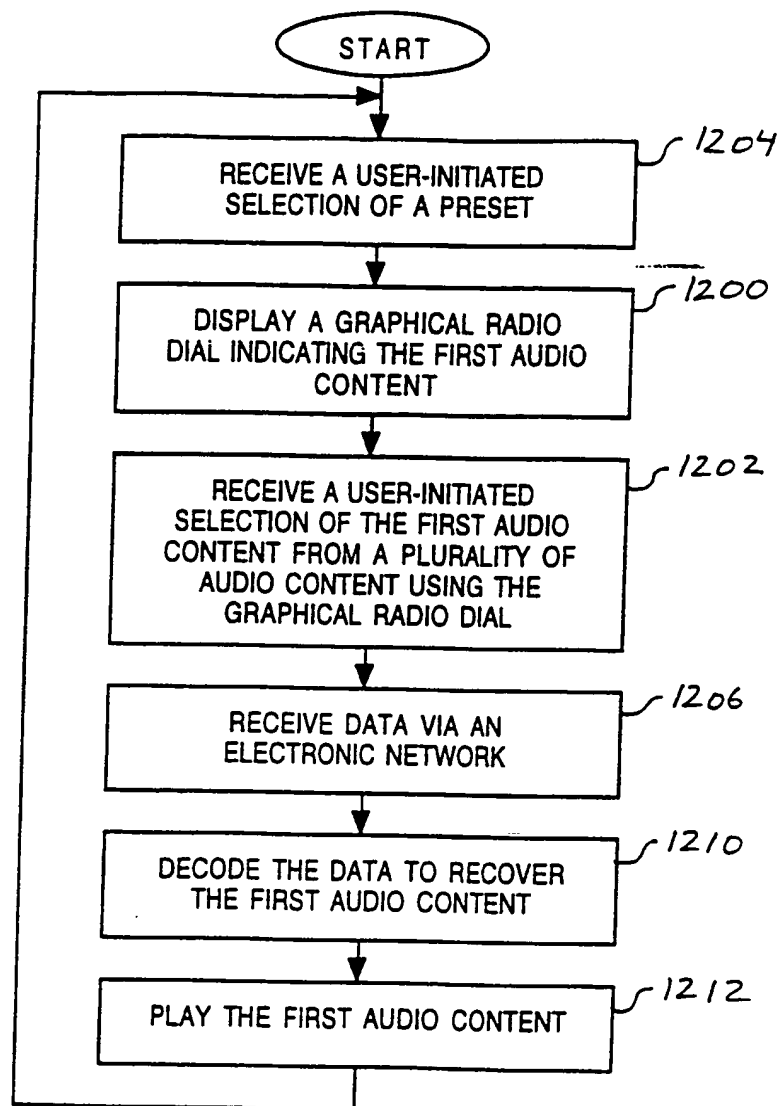 START
1204
RECEIVE A USER-INITIATED
SELECTION OF A PRESET
1200
DISPLAY A GRAPHICAL RADIO
DIAL INDICATING THE FIRST AUDIO
CONTENT
1202
RECEIVE A USER-INITIATED
SELECTION OF THE FIRST AUDIO
CONTENT FROM A PLURALITY OF
AUDIO CONTENT USING THE
GRAPHICAL RADIO DIAL
1206
RECEIVE DATA VIA AN
ELECTRONIC NETWORK
1210
DECODE THE DATA TO RECOVER
THE FIRST AUDIO CONTENT
1212
PLAY THE FIRST AUDIO CONTENT